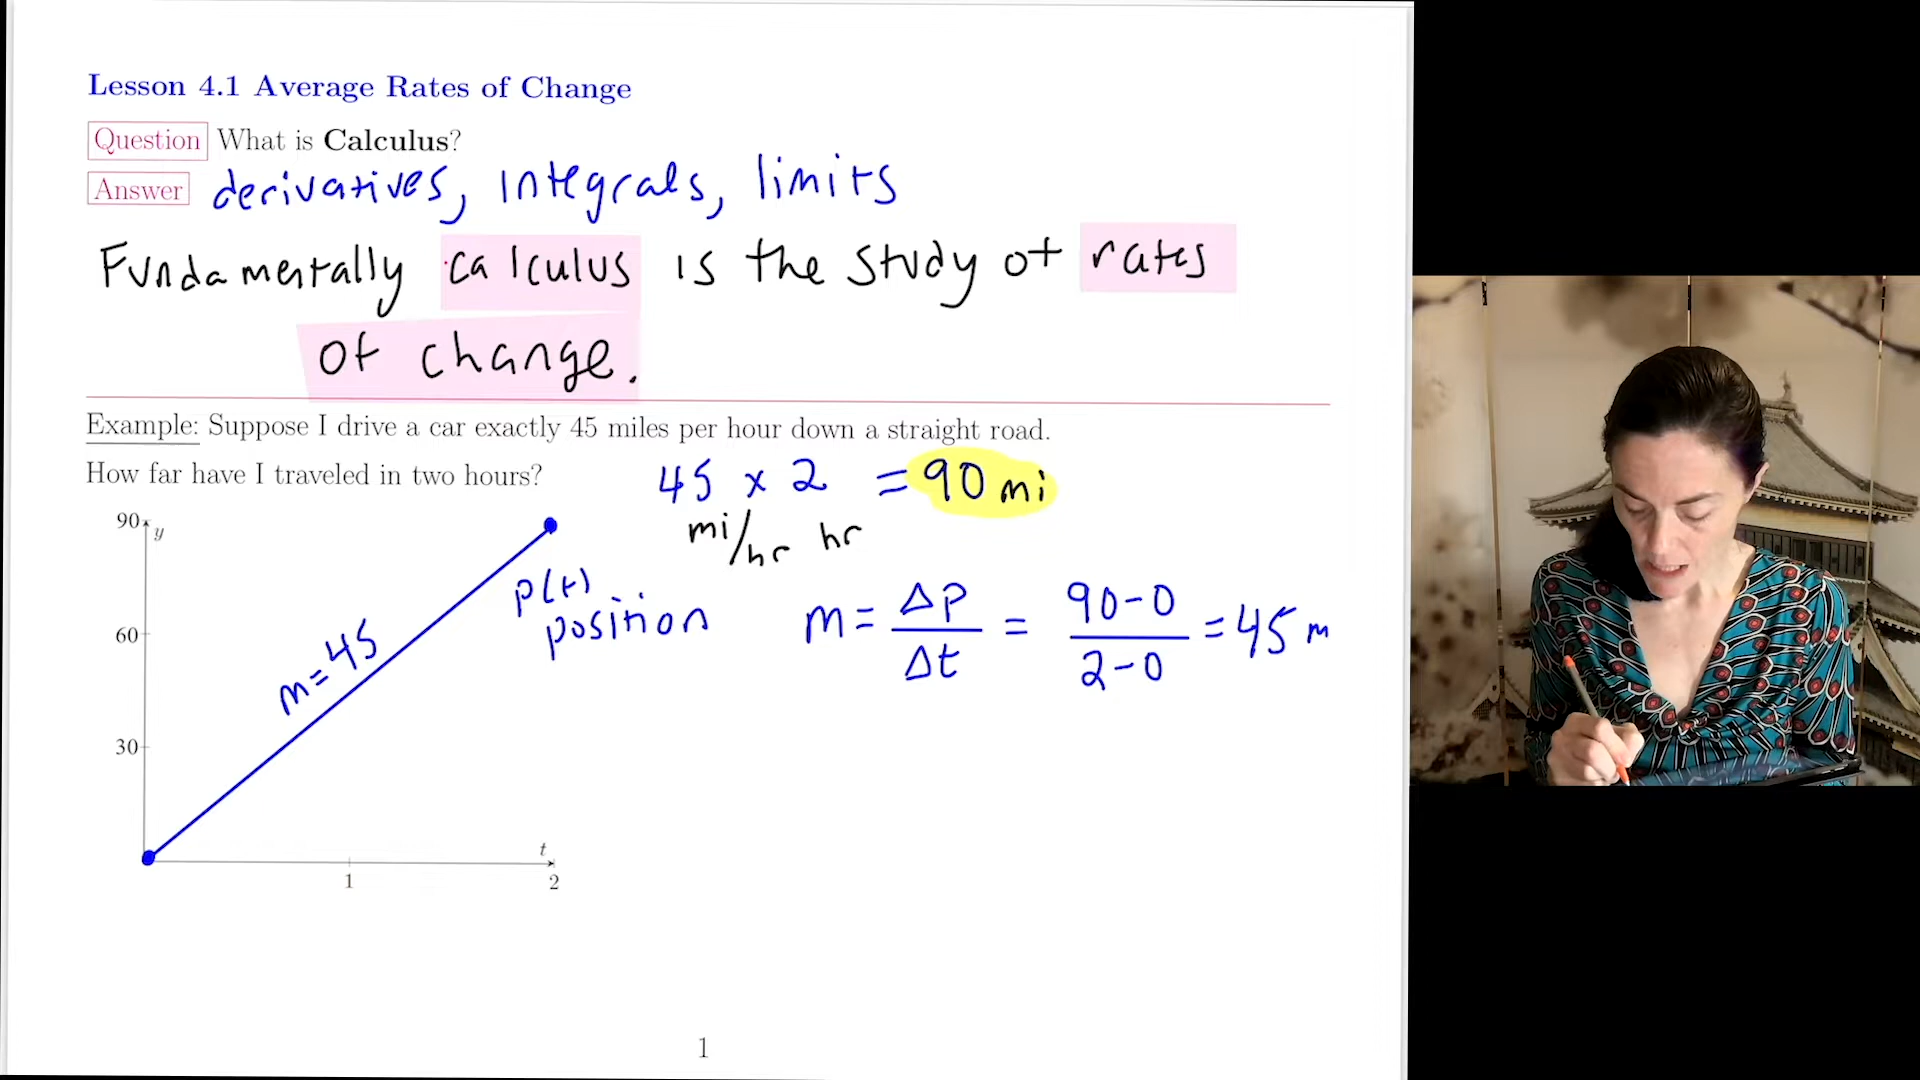 Lesson 4.1 Average Rates of Change
Question What is Calculus?
Answer derivatives, integrals, limits
Fundamentally calculus is the study of rates
of change.
Example: Suppose I drive a car exactly 45 miles per hour down a straight road.
How far have I traveled in two hours? 45 x 2 = 90 mi
mi/hr hr
90 y
p(t)
position
m = Δp/Δt = 90-0/2-0 = 45 m
60
m=45
30
t
1 2
1